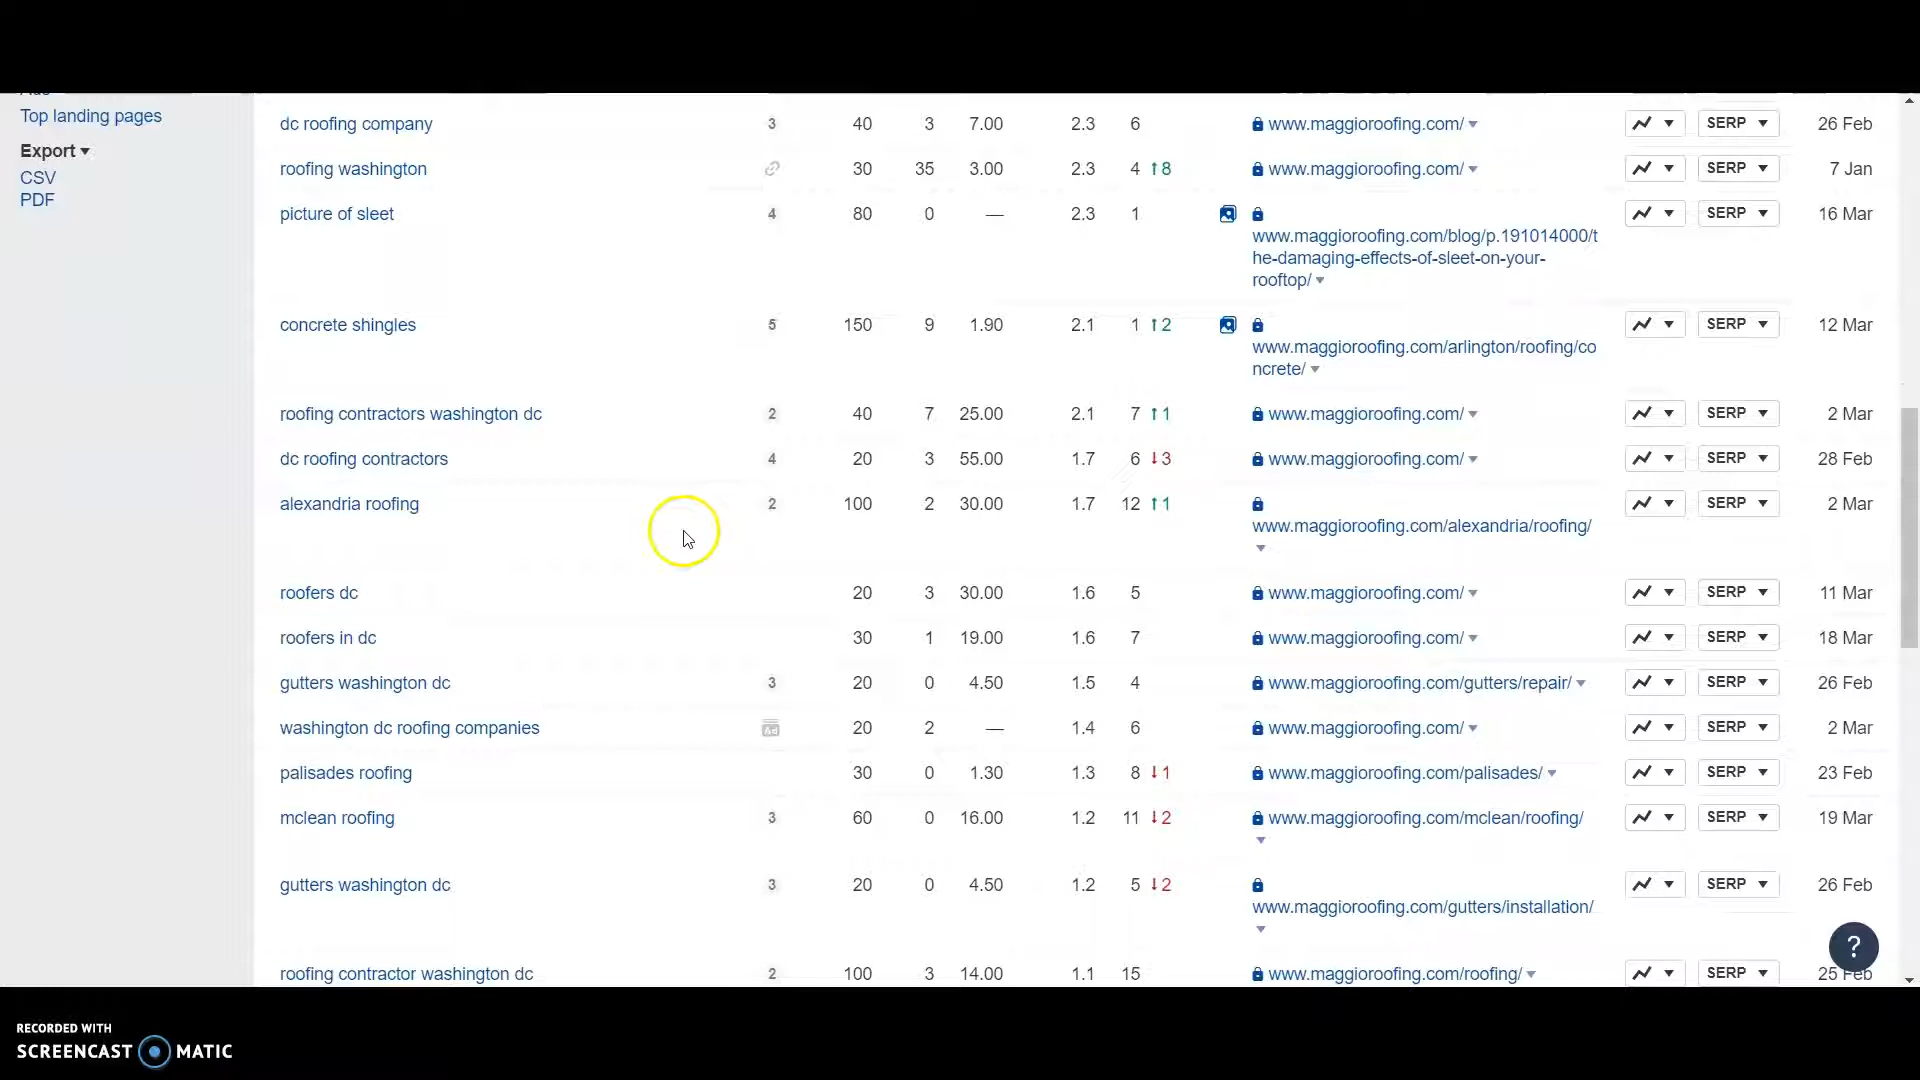 Top landing pages
Export
CSV
PDF
dc roofing company 3 40 3 7.00 2.3 6 www.maggioroofing.com/ SERP 26 Feb
roofing washington 30 35 3.00 2.3 4 ↑8 www.maggioroofing.com/ SERP 7 Jan
picture of sleet 4 80 0 — 2.3 1 SERP 16 Mar
www.maggioroofing.com/blog/p.191014000/t
he-damaging-effects-of-sleet-on-your-
rooftop/
concrete shingles 5 150 9 1.90 2.1 1 ↑2 SERP 12 Mar
www.maggioroofing.com/arlington/roofing/co
ncrete/
roofing contractors washington dc 2 40 7 25.00 2.1 7 ↑1 www.maggioroofing.com/ SERP 2 Mar
dc roofing contractors 4 20 3 55.00 1.7 6 ↓3 www.maggioroofing.com/ SERP 28 Feb
alexandria roofing 2 100 2 30.00 1.7 12 ↑1 SERP 2 Mar
www.maggioroofing.com/alexandria/roofing/
roofers dc 20 3 30.00 1.6 5 www.maggioroofing.com/ SERP 11 Mar
roofers in dc 30 1 19.00 1.6 7 www.maggioroofing.com/ SERP 18 Mar
gutters washington dc 3 20 0 4.50 1.5 4 www.maggioroofing.com/gutters/repair/ SERP 26 Feb
washington dc roofing companies Ad 20 2 — 1.4 6 www.maggioroofing.com/ SERP 2 Mar
palisades roofing 30 0 1.30 1.3 8 ↓1 www.maggioroofing.com/palisades/ SERP 23 Feb
mclean roofing 3 60 0 16.00 1.2 11 ↓2 www.maggioroofing.com/mclean/roofing/ SERP 19 Mar
gutters washington dc 3 20 0 4.50 1.2 5 ↓2 SERP 26 Feb
www.maggioroofing.com/gutters/installation/
?
roofing contractor washington dc 2 100 3 14.00 1.1 15 www.maggioroofing.com/roofing/ SERP 25 Feb
RECORDED WITH
SCREENCAST MATIC